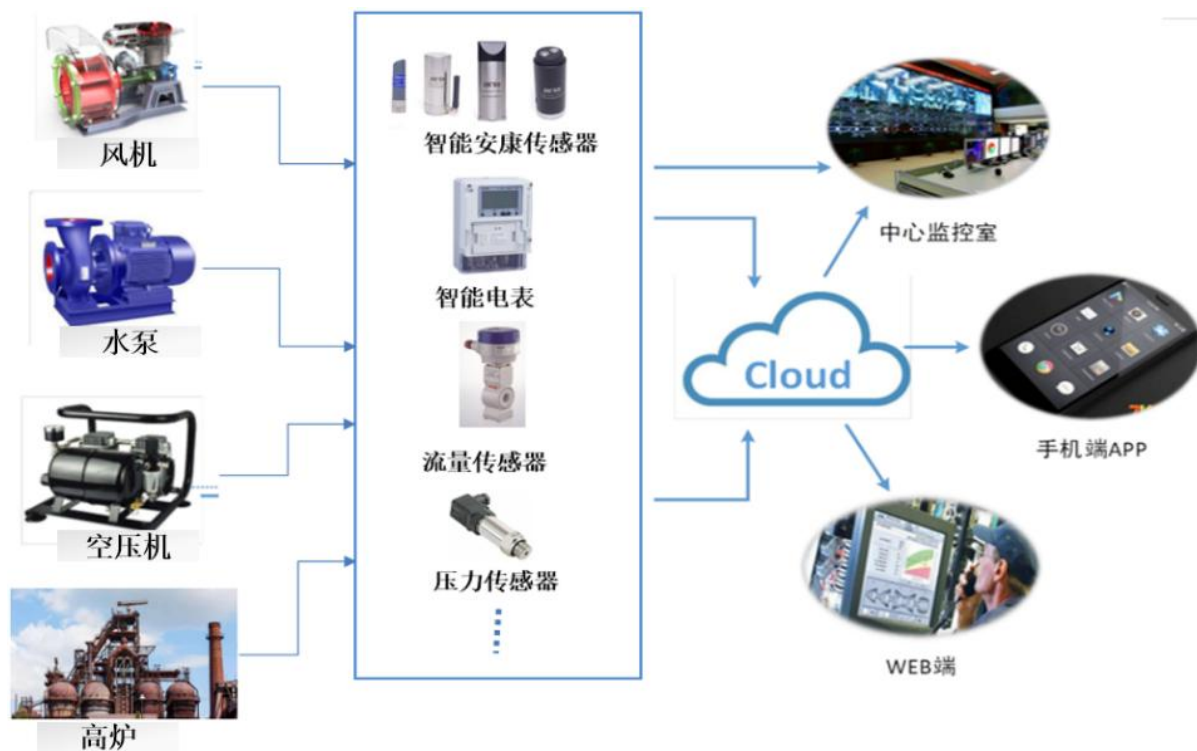 风机
水泵
空压机
高炉
智能安康传感器
智能电表
流量传感器
压力传感器
Cloud
中心监控室
手机端APP
WEB端